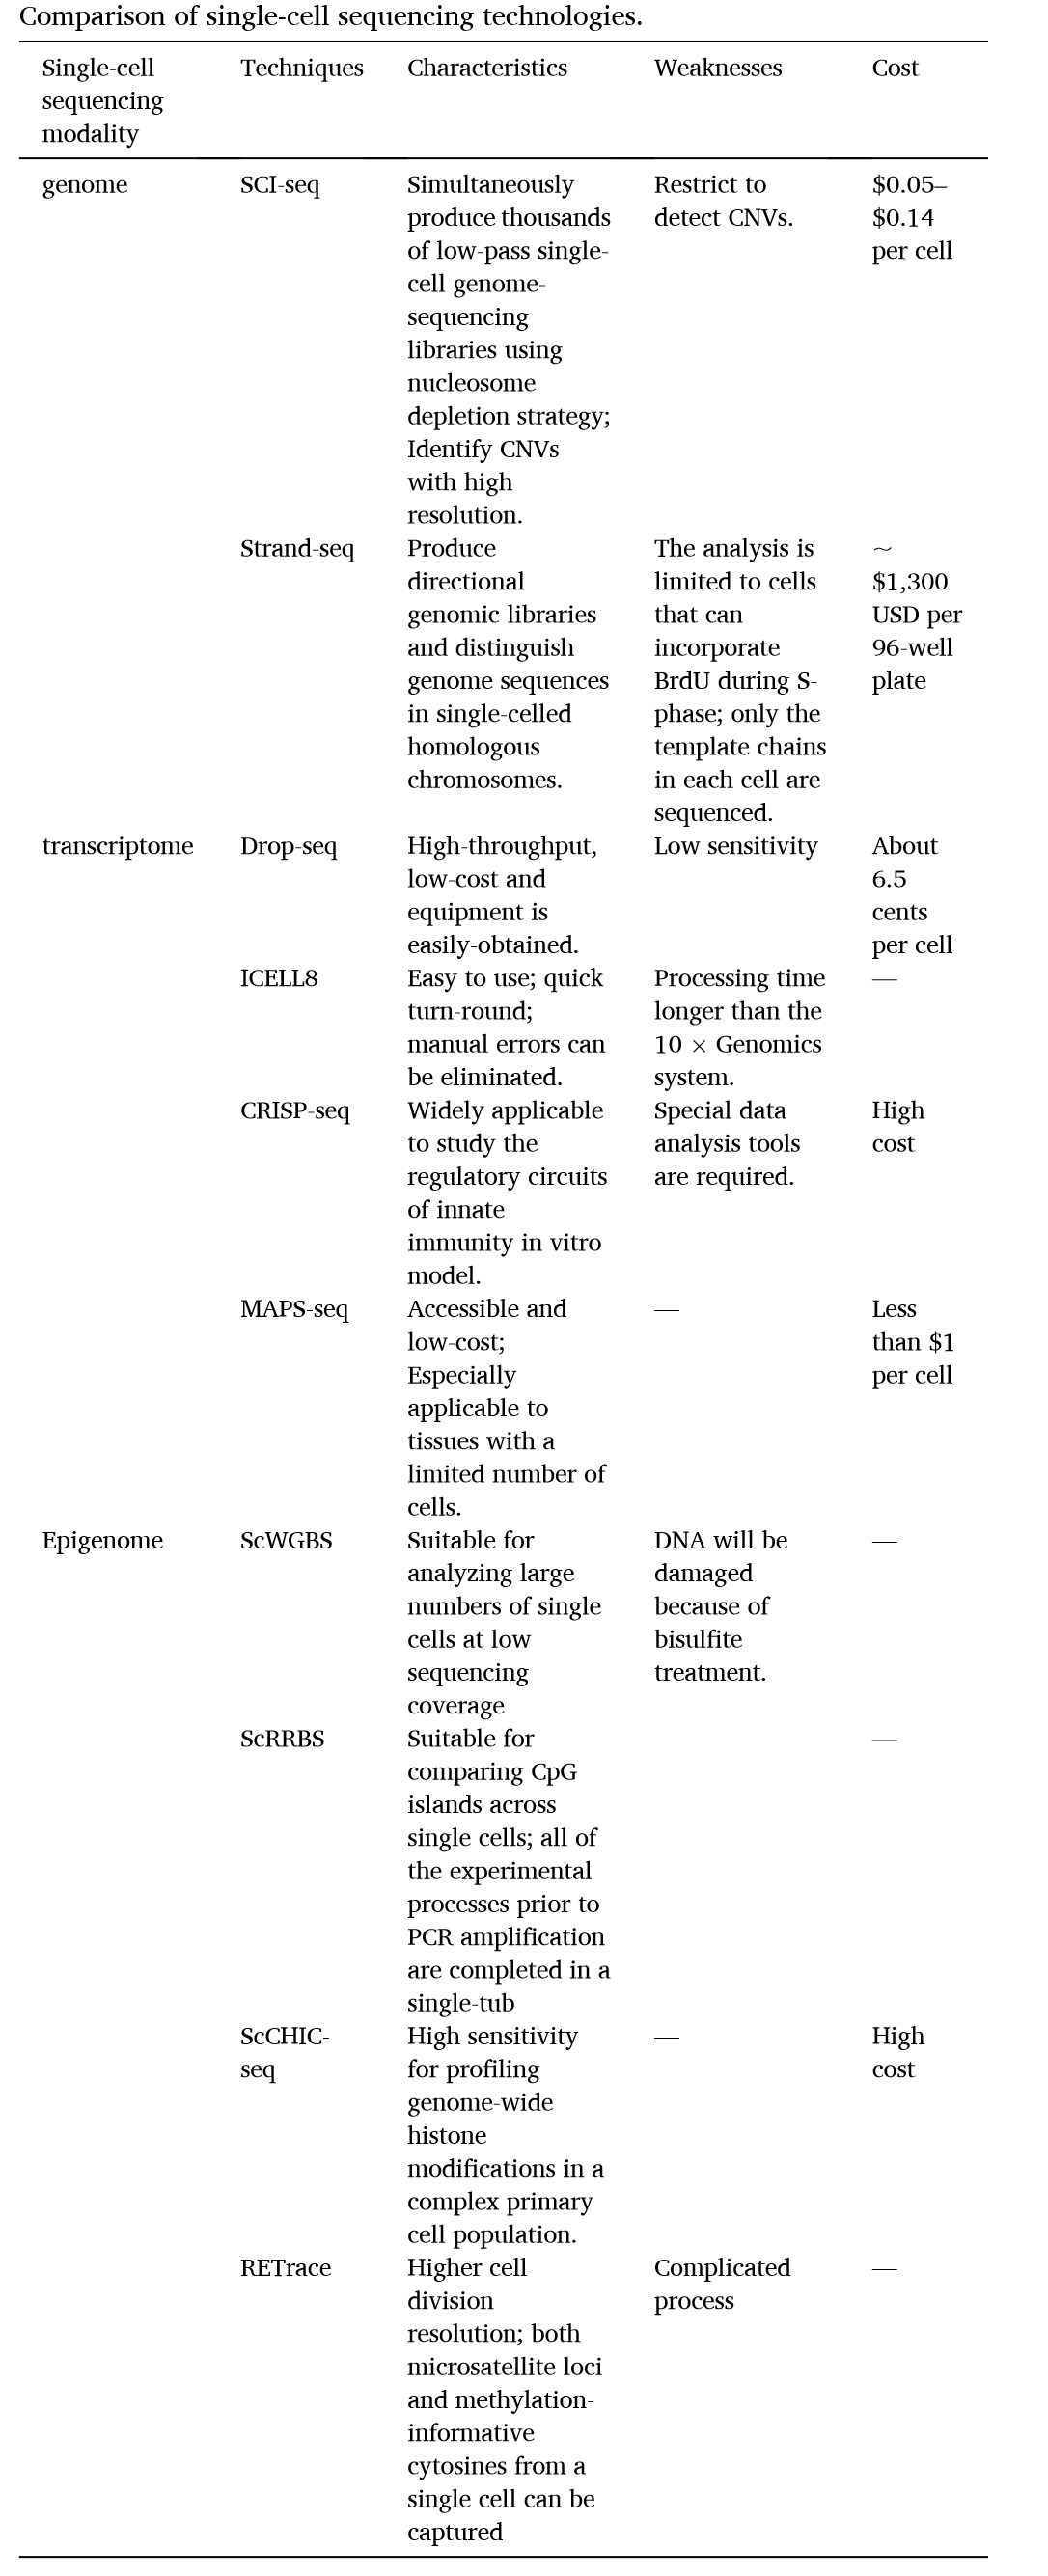 Comparison of single-cell sequencing technologies.
Single-cell
sequencing
modality
Techniques
Characteristics
Weaknesses
Cost
genome
SCI-seq
Simultaneously
produce thousands
of low-pass single-
cell genome-
sequencing
libraries using
nucleosome
depletion strategy;
Identify CNVs
with high
resolution.
Restrict to
detect CNVs.
$0.05–
$0.14
per cell
Strand-seq
Produce
directional
genomic libraries
and distinguish
genome sequences
in single-celled
homologous
chromosomes.
The analysis is
limited to cells
that can
incorporate
BrdU during S-
phase; only the
template chains
in each cell are
sequenced.
~
$1,300
USD per
96-well
plate
transcriptome
Drop-seq
High-throughput,
low-cost and
equipment is
easily-obtained.
Low sensitivity
About
6.5
cents
per cell
ICELL8
Easy to use; quick
turn-round;
manual errors can
be eliminated.
Processing time
longer than the
10 × Genomics
system.
—
CRISP-seq
Widely applicable
to study the
regulatory circuits
of innate
immunity in vitro
model.
Special data
analysis tools
are required.
High
cost
MAPS-seq
Accessible and
low-cost;
Especially
applicable to
tissues with a
limited number of
cells.
—
Less
than $1
per cell
Epigenome
ScWGBS
Suitable for
analyzing large
numbers of single
cells at low
sequencing
coverage
DNA will be
damaged
because of
bisulfite
treatment.
—
ScRRBS
Suitable for
comparing CpG
islands across
single cells; all of
the experimental
processes prior to
PCR amplification
are completed in a
single-tub
—
ScCHIC-
seq
High sensitivity
for profiling
genome-wide
histone
modifications in a
complex primary
cell population.
—
High
cost
RETrace
Higher cell
division
resolution; both
microsatellite loci
and methylation-
informative
cytosines from a
single cell can be
captured
Complicated
process
—